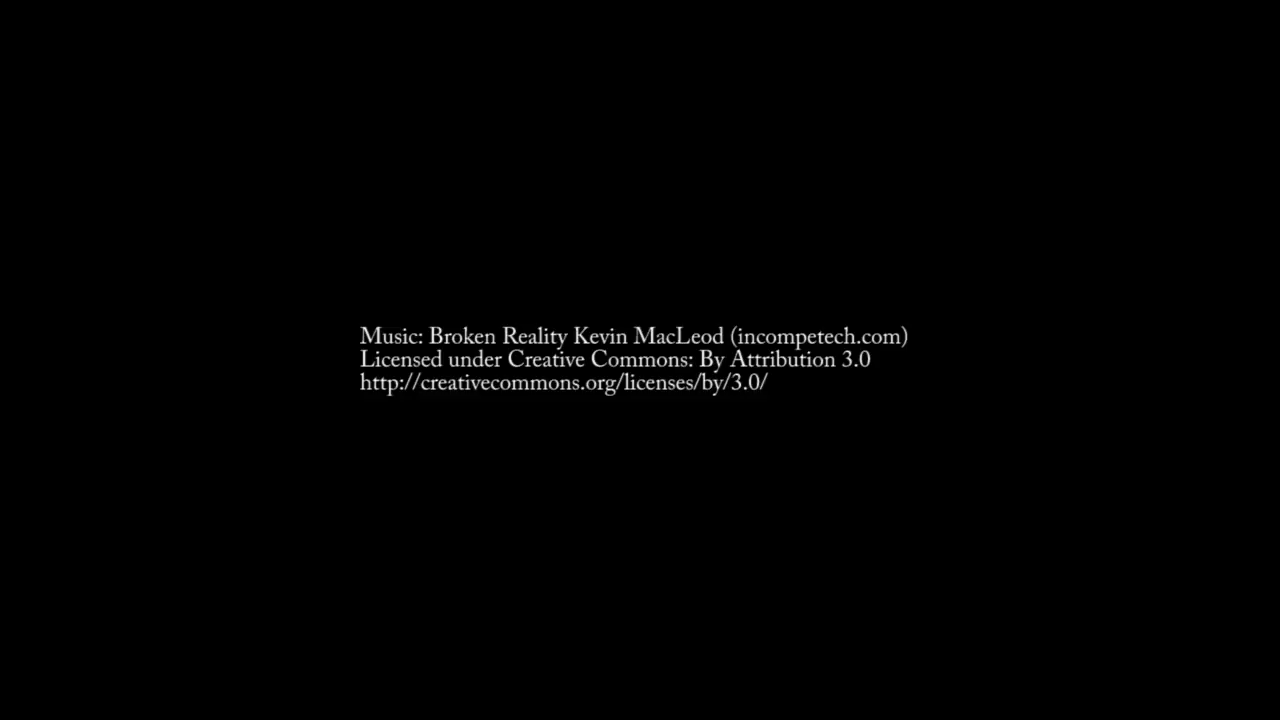 Music: Broken Reality Kevin MacLeod (incompetech.com)
Licensed under Creative Commons: By Attribution 3.0
http://creativecommons.org/licenses/by/3.0/